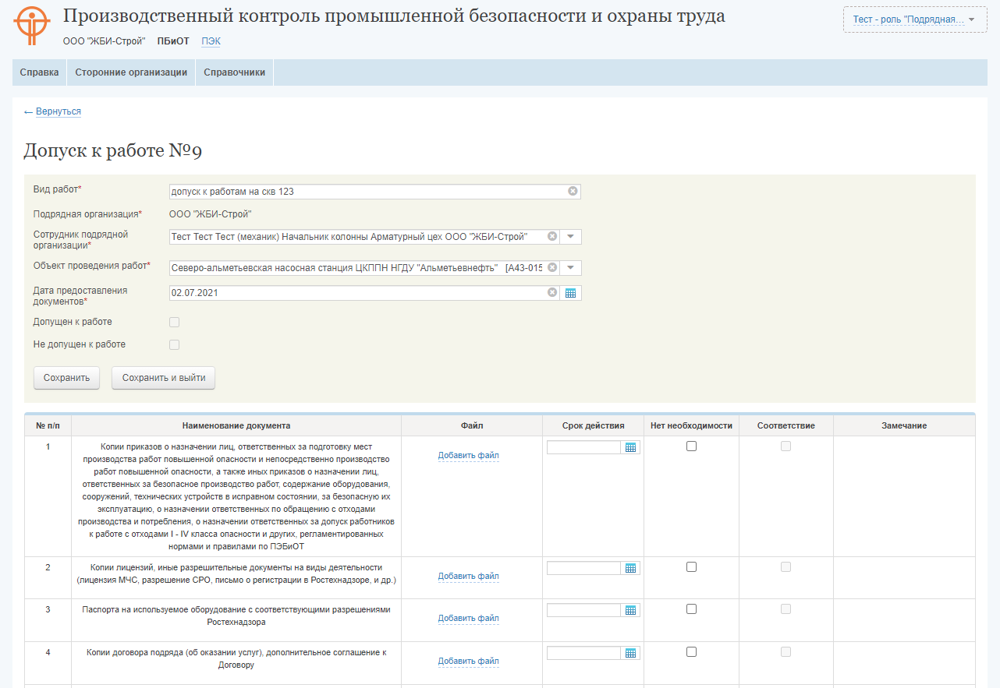 Производственный контроль промышленной безопасности и охраны труда
Тест - роль "Подрядная...
ООО "ЖБИ-Строй" ПБиОТ ПЭК
Справка Сторонние организации Справочники
← Вернуться
Допуск к работе №9
Вид работ*
допуск к работам на скв 123
Подрядная организация*
ООО "ЖБИ-Строй"
Сотрудник подрядной
организации*
Тест Тест Тест (механик) Начальник колонны Арматурный цех ООО "ЖБИ-Строй"
Объект проведения работ*
Северо-альметьевская насосная станция ЦКППН НГДУ "Альметьевнефть" [А43-015
Дата предоставления
документов*
02.07.2021
Допущен к работе
Не допущен к работе
Сохранить Сохранить и выйти
№ п/п Наименование документа Файл Срок действия Нет необходимости Соответствие Замечание
1
Копии приказов о назначении лиц, ответственных за подготовку мест
производства работ повышенной опасности и непосредственно производство
работ повышенной опасности, а также иных приказов о назначении лиц,
ответственных за безопасное производство работ, содержание оборудования,
сооружений, технических устройств в исправном состоянии, за безопасную их
эксплуатацию, о назначении ответственных по обращению с отходами
производства и потребления, о назначении ответственных за допуск работников
к работе с отходами I - IV класса опасности и других, регламентированных
нормами и правилами по ПЭБиОТ
Добавить файл
2
Копии лицензий, иные разрешительные документы на виды деятельности
(лицензия МЧС, разрешение СРО, письмо о регистрации в Ростехнадзоре, и др.)
Добавить файл
3
Паспорта на используемое оборудование с соответствующими разрешениями
Ростехнадзора
Добавить файл
4
Копии договора подряда (об оказании услуг), дополнительное соглашение к
Договору
Добавить файл